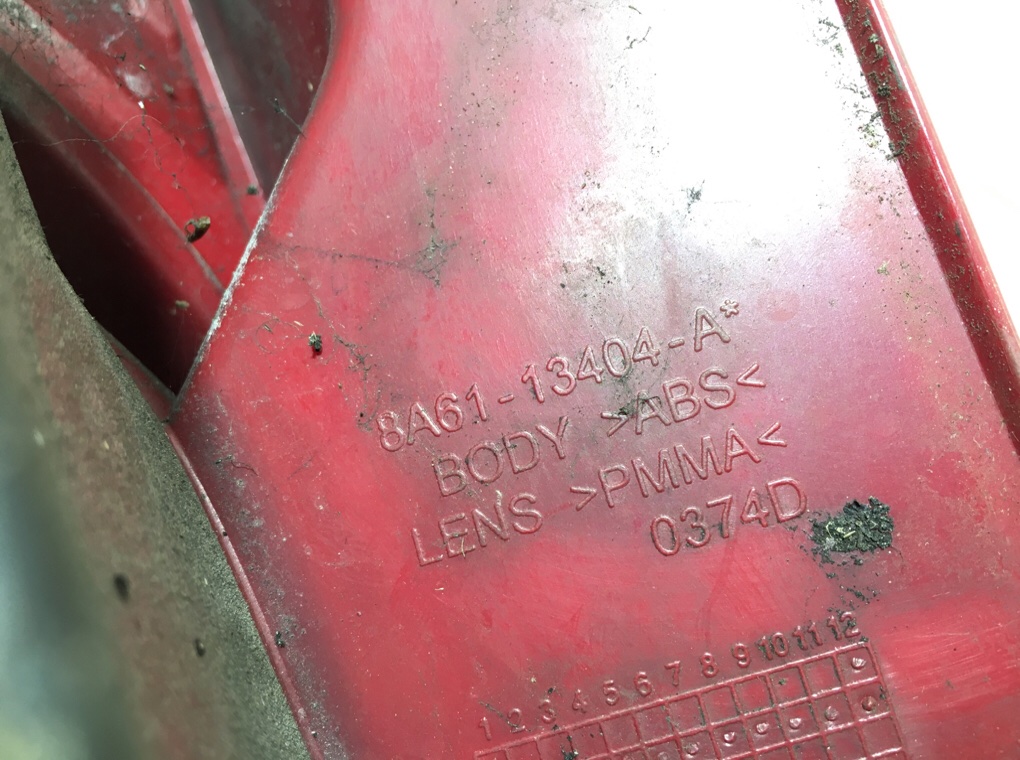 8A61-13404-A*
BODY >ABS<
LENS >PMMA<
0374D
1 2 3 4 5 6 7 8 9 10 11 12